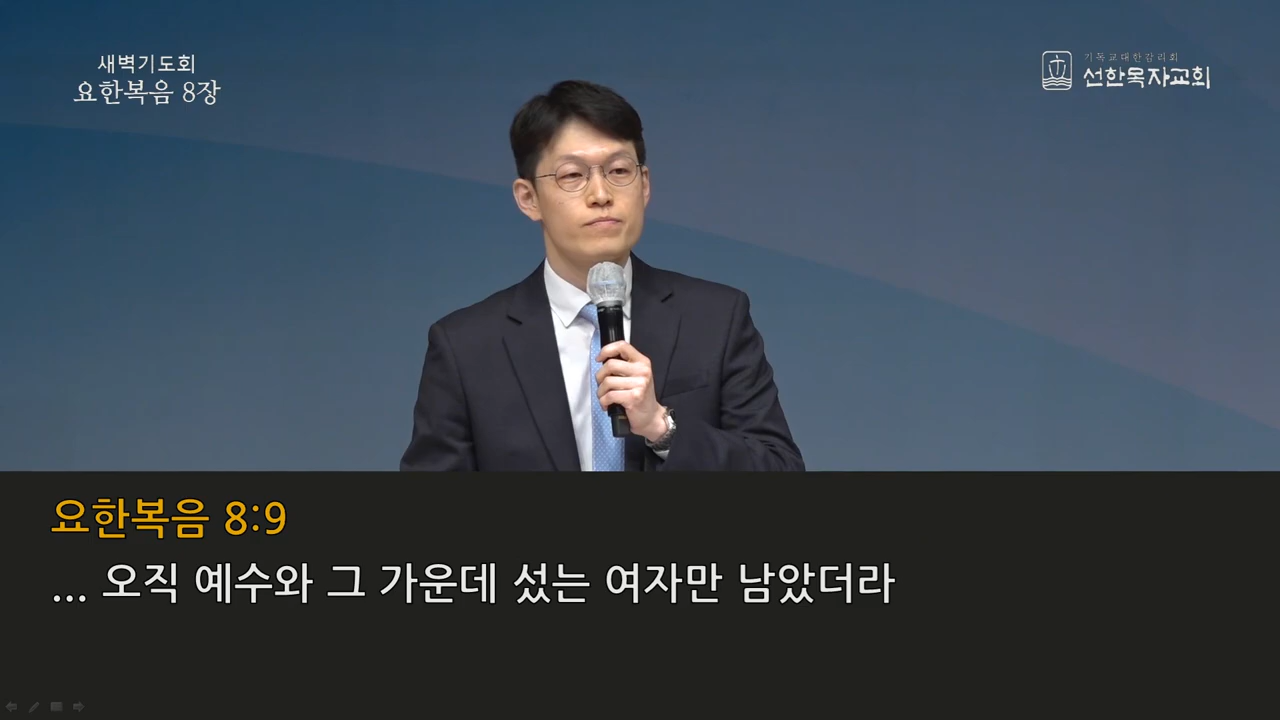 새벽기도회
요한복음 8장
기독교대한감리회
선한목자교회
요한복음 8:9
... 오직 예수와 그 가운데 섰는 여자만 남았더라